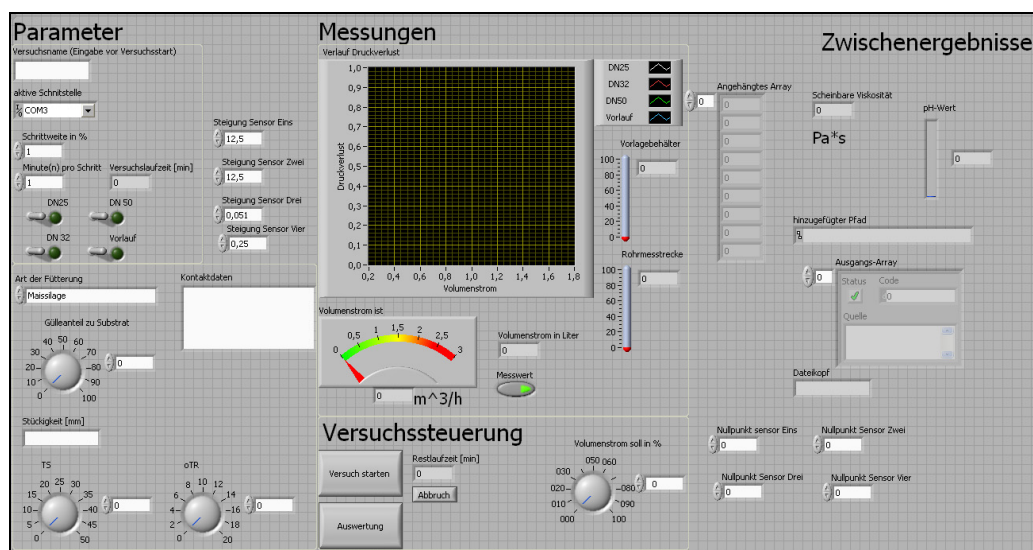 Parameter
Versuchsname (Eingabe vor Versuchsstart)
aktive Schnitstelle
COM3
Schrittweite in %
1
Minute(n) pro Schritt Versuchslaufzeit [min]
1 0
DN25 DN 50
DN 32 Vorlauf
Steigung Sensor Eins
12,5
Steigung Sensor Zwei
12,5
Steigung Sensor Drei
0,051
Steigung Sensor Vier
0,25
Art der Fütterung
Maissilage
Kontaktdaten
Gülleanteil zu Substrat
0 10 20 30 40 50 60 70 80 90 100
0
Stückigkeit [mm]
TS
0 5 10 15 20 25 30 35 40 45 50
0
oTR
0 2 4 6 8 10 12 14 16 18 20
0
Messungen
Verlauf Druckverlust
1,0
0,9
0,8
0,7
0,6
0,5
0,4
0,3
0,2
0,1
0,0
Druckverlust
0,2 0,4 0,6 0,8 1,0 1,2 1,4 1,6 1,8
Volumenstrom
DN25
DN32
DN50
Vorlauf
Vorlagebehälter
100
80
60
40
20
0
0
Rohrmesstrecke
100
80
60
40
20
0
0
Volumenstrom ist
0 0,5 1 1,5 2 2,5 3
0 m^3/h
Volumenstrom in Liter
0
Messwert
Versuchssteuerung
Versuch starten
Auswertung
Restlaufzeit [min]
0
Abbruch
Volumenstrom soll in %
000 010 020 030 050 060 080 090 100
0
Zwischenergebnisse
Angehängtes Array
0
0
0
0
0
0
0
0
0
0
Scheinbare Viskosität
0
Pa*s
pH-Wert
0
hinzugefügter Pfad
Ausgangs-Array
0
Status Code
0
Quelle
Dateikopf
Nullpunkt sensor Eins Nullpunkt Sensor Zwei
0 0
Nullpunkt Sensor Drei Nullpunkt Sensor Vier
0 0